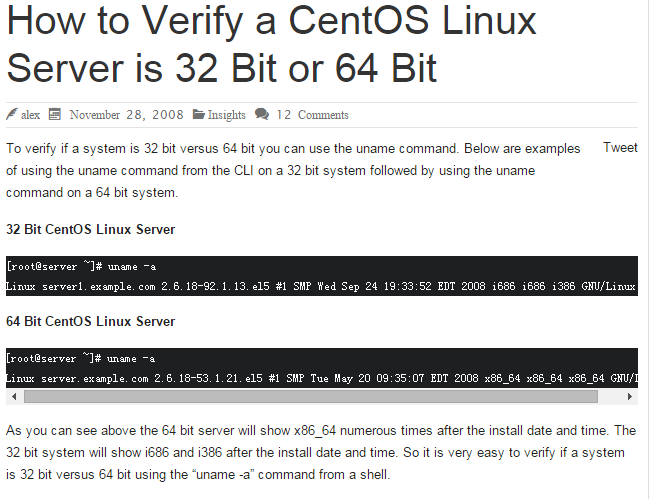 How to Verify a CentOS Linux
Server is 32 Bit or 64 Bit
alex November 28, 2008 Insights 12 Comments
To verify if a system is 32 bit versus 64 bit you can use the uname command. Below are examples
Tweet
of using the uname command from the CLI on a 32 bit system followed by using the uname
command on a 64 bit system.
32 Bit CentOS Linux Server
[root@server ~]# uname -a
Linux server1.example.com 2.6.18-92.1.13.el5 #1 SMP Wed Sep 24 19:33:52 EDT 2008 i686 i686 i386 GNU/Linux
64 Bit CentOS Linux Server
[root@server ~]# uname -a
Linux server.example.com 2.6.18-53.1.21.el5 #1 SMP Tue May 20 09:35:07 EDT 2008 x86_64 x86_64 x86_64 GNU/
As you can see above the 64 bit server will show x86_64 numerous times after the install date and time. The
32 bit system will show i686 and i386 after the install date and time. So it is very easy to verify if a system
is 32 bit versus 64 bit using the “uname -a” command from a shell.